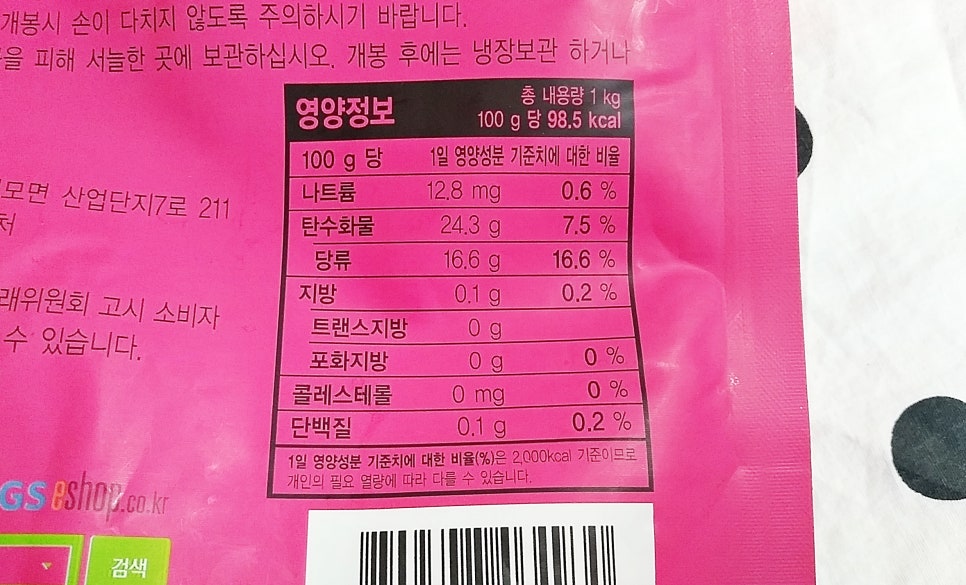 개봉시 손이 다치지 않도록 주의하시기 바랍니다.
을 피해 서늘한 곳에 보관하십시오. 개봉 후에는 냉장보관 하거나
영양정보
총 내용량 1 kg
100 g 당 98.5 kcal
100 g 당 1일 영양성분 기준치에 대한 비율
나트륨 12.8 mg 0.6 %
탄수화물 24.3 g 7.5 %
당류 16.6 g 16.6 %
지방 0.1 g 0.2 %
트랜스지방 0 g
포화지방 0 g 0 %
콜레스테롤 0 mg 0 %
단백질 0.1 g 0.2 %
1일 영양성분 기준치에 대한 비율(%)은 2,000kcal 기준이므로
개인의 필요 열량에 따라 다를 수 있습니다.
모면 산업단지7로 211
처
래위원회 고시 소비자
수 있습니다.
GS eshop.co.kr
검색